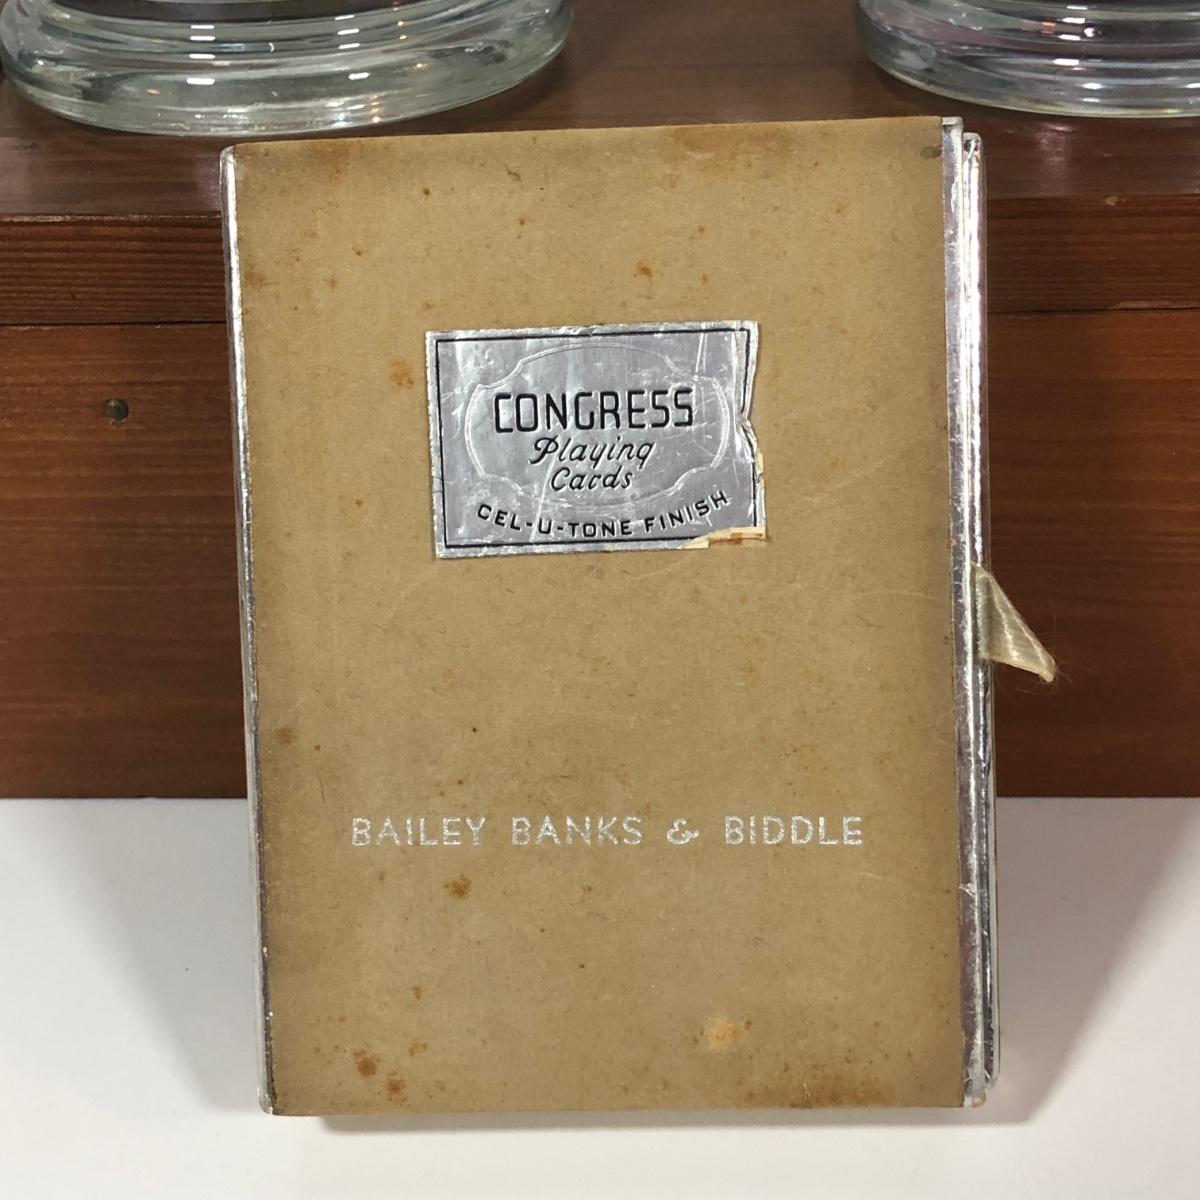 CONGRESS
Playing
Cards
CEL-U-TONE FINISH
BAILEY BANKS & BIDDLE